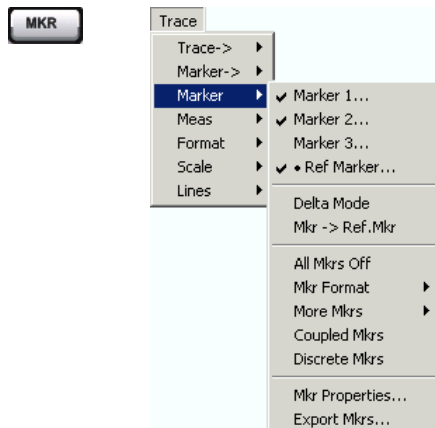 MKR
Trace
Trace->
Marker->
Marker
Meas
Format
Scale
Lines
Marker 1...
Marker 2...
Marker 3...
• Ref Marker...
Delta Mode
Mkr -> Ref.Mkr
All Mkrs Off
Mkr Format
More Mkrs
Coupled Mkrs
Discrete Mkrs
Mkr Properties...
Export Mkrs...